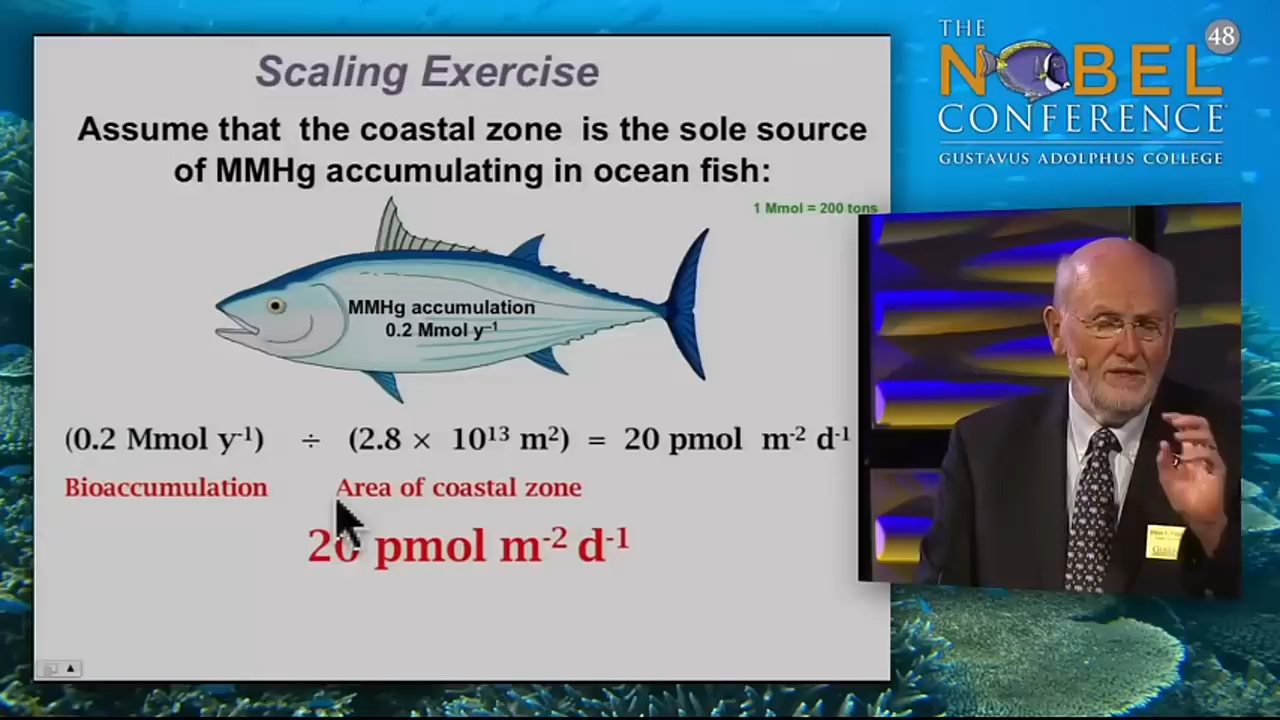 Scaling Exercise
Assume that the coastal zone is the sole source
of MMHg accumulating in ocean fish:
1 Mmol = 200 tons
MMHg accumulation
0.2 Mmol y⁻¹
(0.2 Mmol y⁻¹) ÷ (2.8 × 10¹³ m²) = 20 pmol m⁻² d⁻¹
Bioaccumulation Area of coastal zone
20 pmol m⁻² d⁻¹
THE
NOBEL
48
CONFERENCE
GUSTAVUS ADOLPHUS COLLEGE